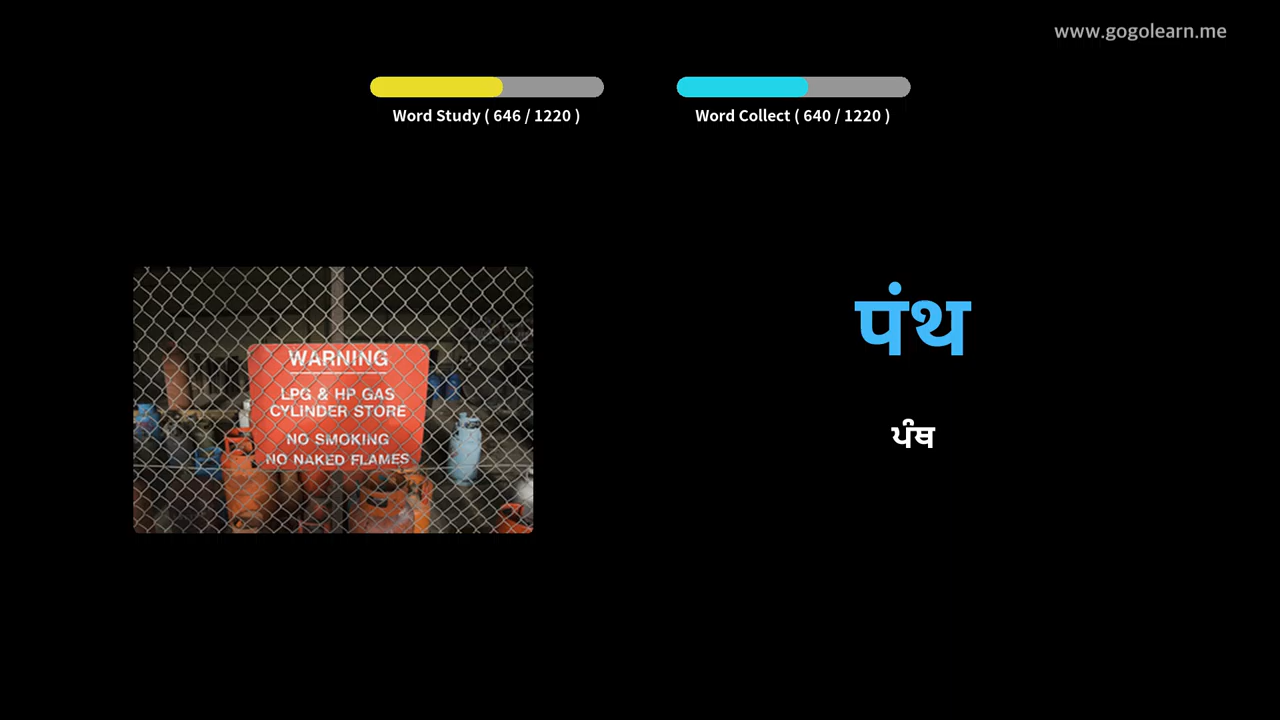 www.gogolearn.me
Word Study ( 646 / 1220 )
Word Collect ( 640 / 1220 )
WARNING
LPG & HP GAS
CYLINDER STORE
NO SMOKING
NO NAKED FLAMES
पंथ
ಪಂಥ